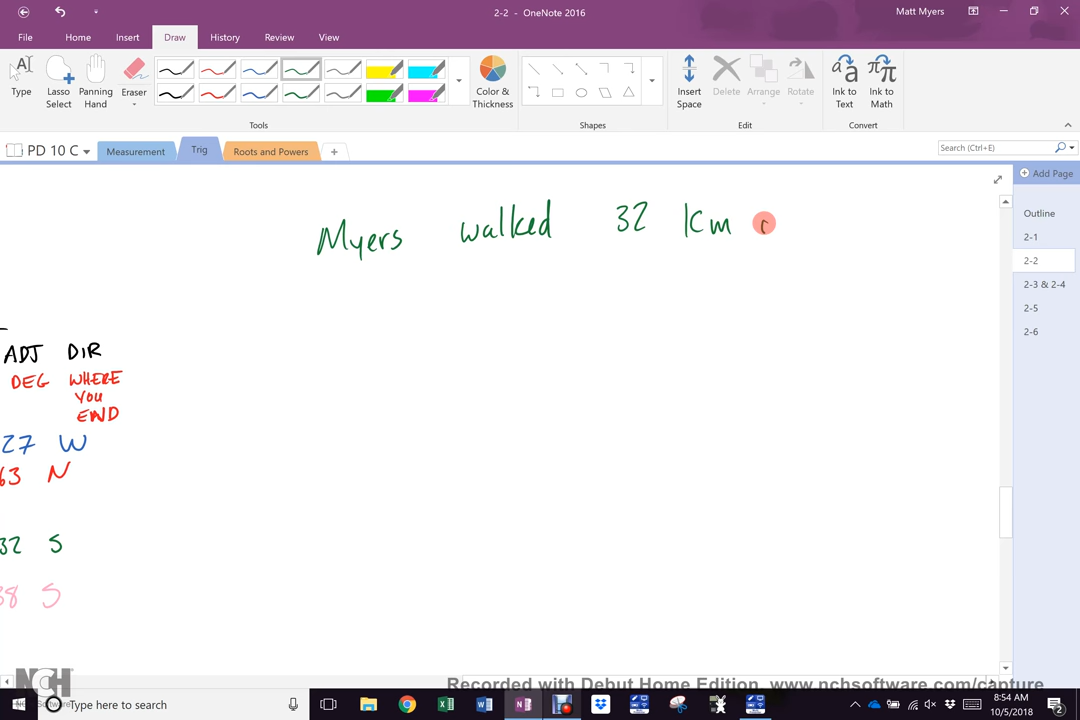 2-2 - OneNote 2016
Matt Myers
File Home Insert Draw History Review View
Type
Lasso Select
Panning Hand
Eraser
Color & Thickness
Insert Space
Delete
Arrange
Rotate
Ink to Text
Ink to Math
Tools
Shapes
Edit
Convert
PD 10 C
Measurement
Trig
Roots and Powers
Search (Ctrl+E)
Add Page
Outline
2-1
2-2
2-3 & 2-4
2-5
2-6
Myers walked 32 Km
ADJ DIR
DEG WHERE
YOU
END
27 W
63 N
32 S
38 S
NCH
Software
Recorded with Debut Home Edition, www.nchsoftware.com/capture
Type here to search
8:54 AM
10/5/2018
2